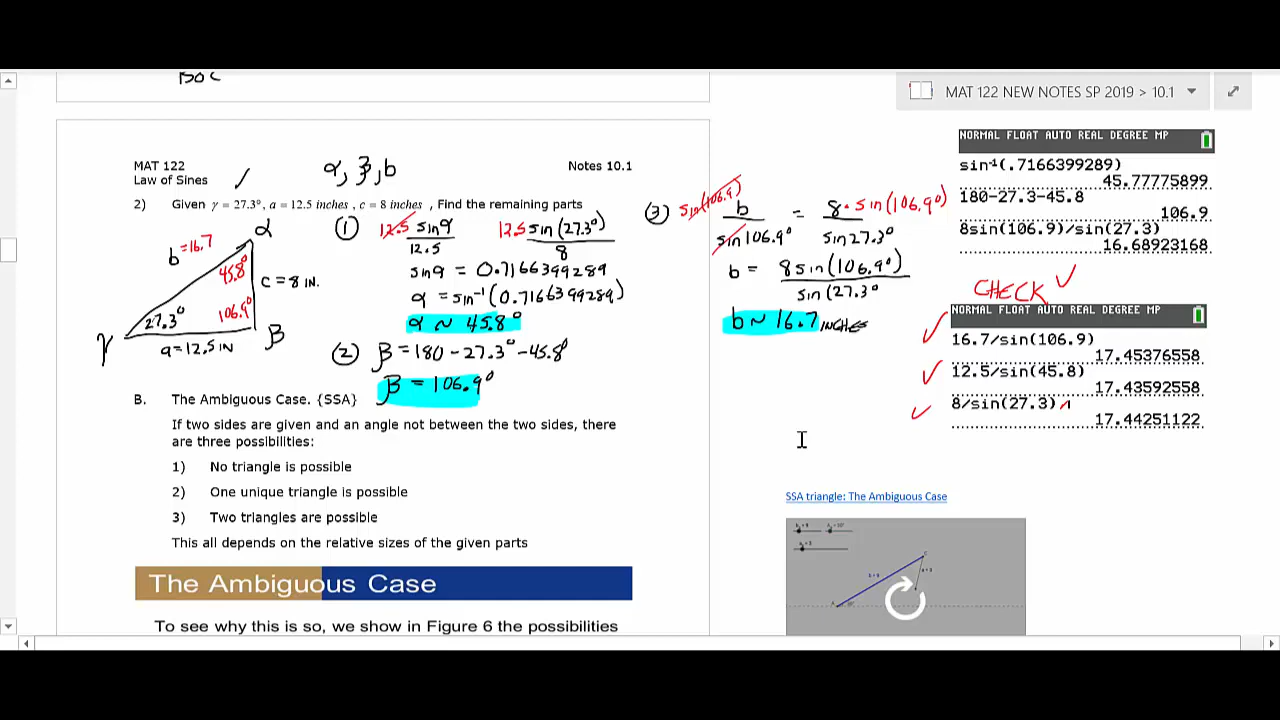 BOC
MAT 122 NEW NOTES SP 2019 > 10.1
MAT 122
Law of Sines
α, β, b
Notes 10.1
2) Given γ = 27.3°, a = 12.5 inches , c = 8 inches , Find the remaining parts
α
b = 16.7
45.8°
c = 8 IN.
27.3°
106.9°
γ
a = 12.5 IN
β
① 12.5 sin α / 12.5 12.5 sin(27.3°) / 8
sin α = 0.7166399289
α = sin⁻¹(0.7166399289)
α ≈ 45.8°
② β = 180 - 27.3° - 45.8°
β = 106.9°
③ sin(106.9) b / sin 106.9° = 8 · sin(106.9°) / sin 27.3°
b = 8 sin(106.9°) / sin(27.3°
b ≈ 16.7 INCHES
NORMAL FLOAT AUTO REAL DEGREE MP
sin⁻¹(.7166399289)
45.77775899
180-27.3-45.8
106.9
8sin(106.9)/sin(27.3)
16.68923168
CHECK ✓
NORMAL FLOAT AUTO REAL DEGREE MP
16.7/sin(106.9)
17.45376558
12.5/sin(45.8)
17.43592558
8/sin(27.3)
17.44251122
B. The Ambiguous Case. {SSA}
If two sides are given and an angle not between the two sides, there
are three possibilities:
1) No triangle is possible
2) One unique triangle is possible
3) Two triangles are possible
This all depends on the relative sizes of the given parts
The Ambiguous Case
To see why this is so, we show in Figure 6 the possibilities
SSA triangle: The Ambiguous Case